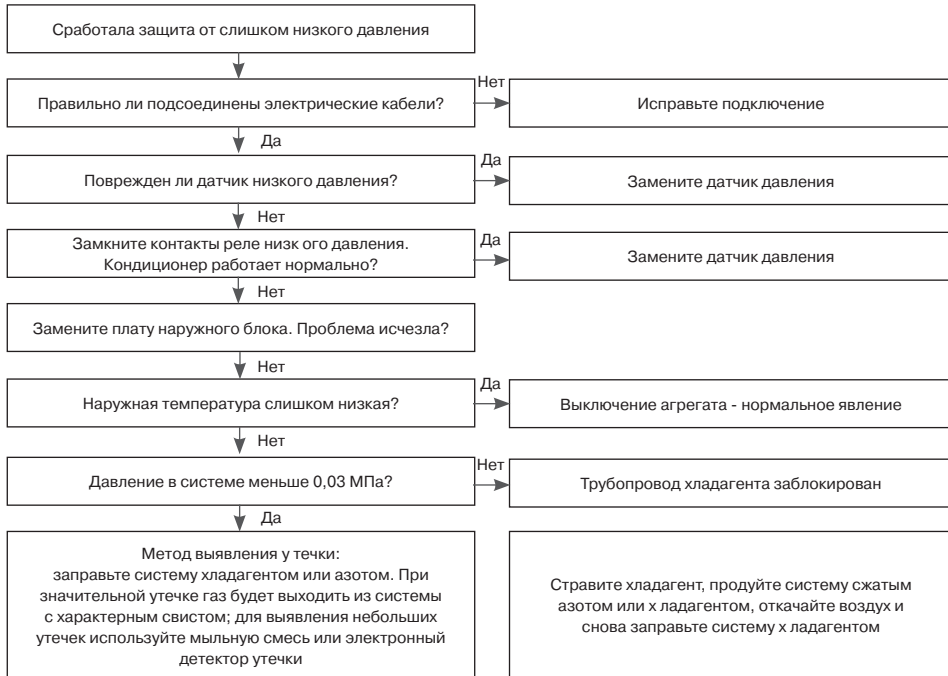 Сработала защита от слишком низкого давления
Нет
Правильно ли подсоединены электрические кабели?
Исправьте подключение
Да
Да
Поврежден ли датчик низкого давления?
Замените датчик давления
Нет
Замкните контакты реле низк ого давления.
Кондиционер работает нормально?
Да
Замените датчик давления
Нет
Замените плату наружного блока. Проблема исчезла?
Нет
Да
Наружная температура слишком низкая?
Выключение агрегата - нормальное явление
Нет
Нет
Давление в системе меньше 0,03 МПа?
Трубопровод хладагента заблокирован
Да
Метод выявления у течки:
заправьте систему хладагентом или азотом. При
значительной утечке газ будет выходить из системы
с характерным свистом; для выявления небольших
утечек используйте мыльную смесь или электронный
детектор утечки
Стравите хладагент, продуйте систему сжатым
азотом или х ладагентом, откачайте воздух и
снова заправьте систему х ладагентом